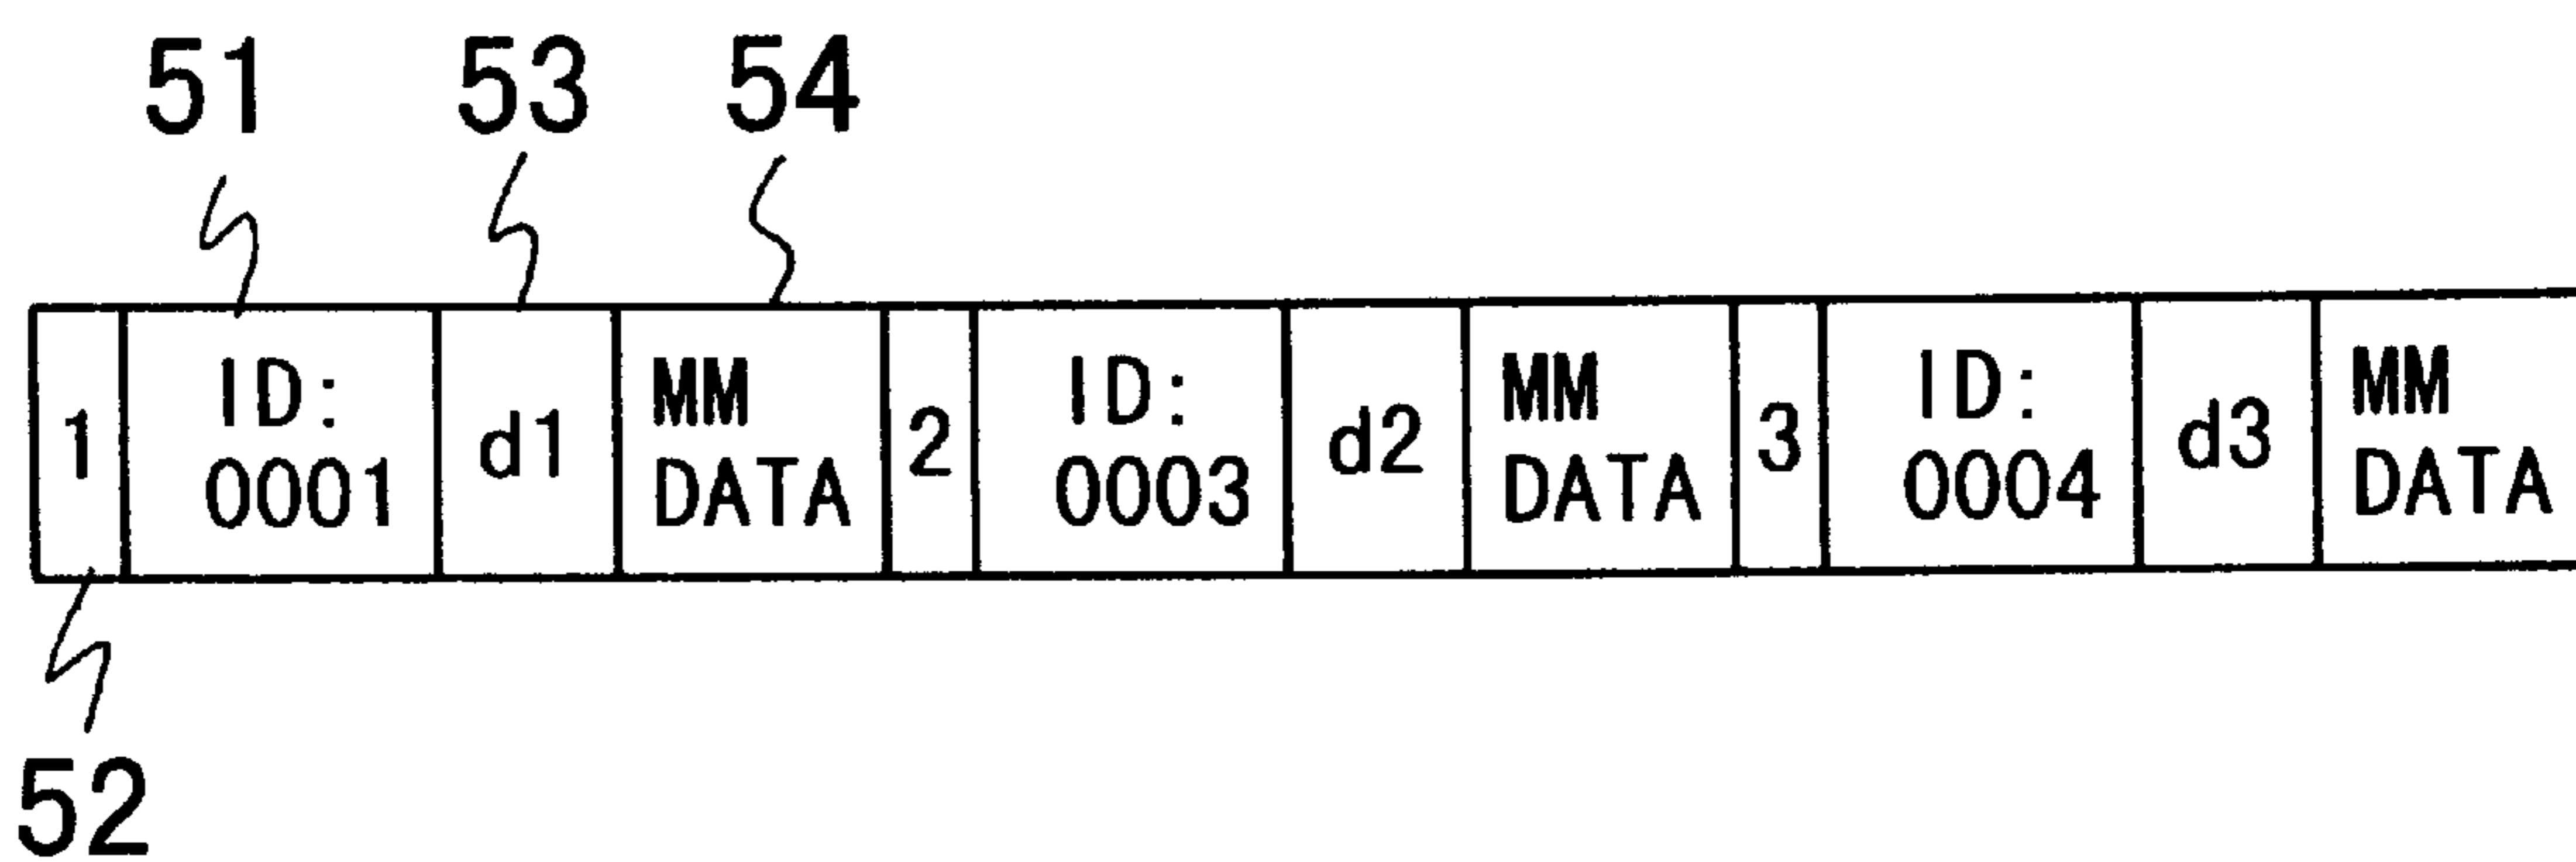 51 53 54
1 ID: 0001 d1 MM DATA 2 ID: 0003 d2 MM DATA 3 ID: 0004 d3 MM DATA
52